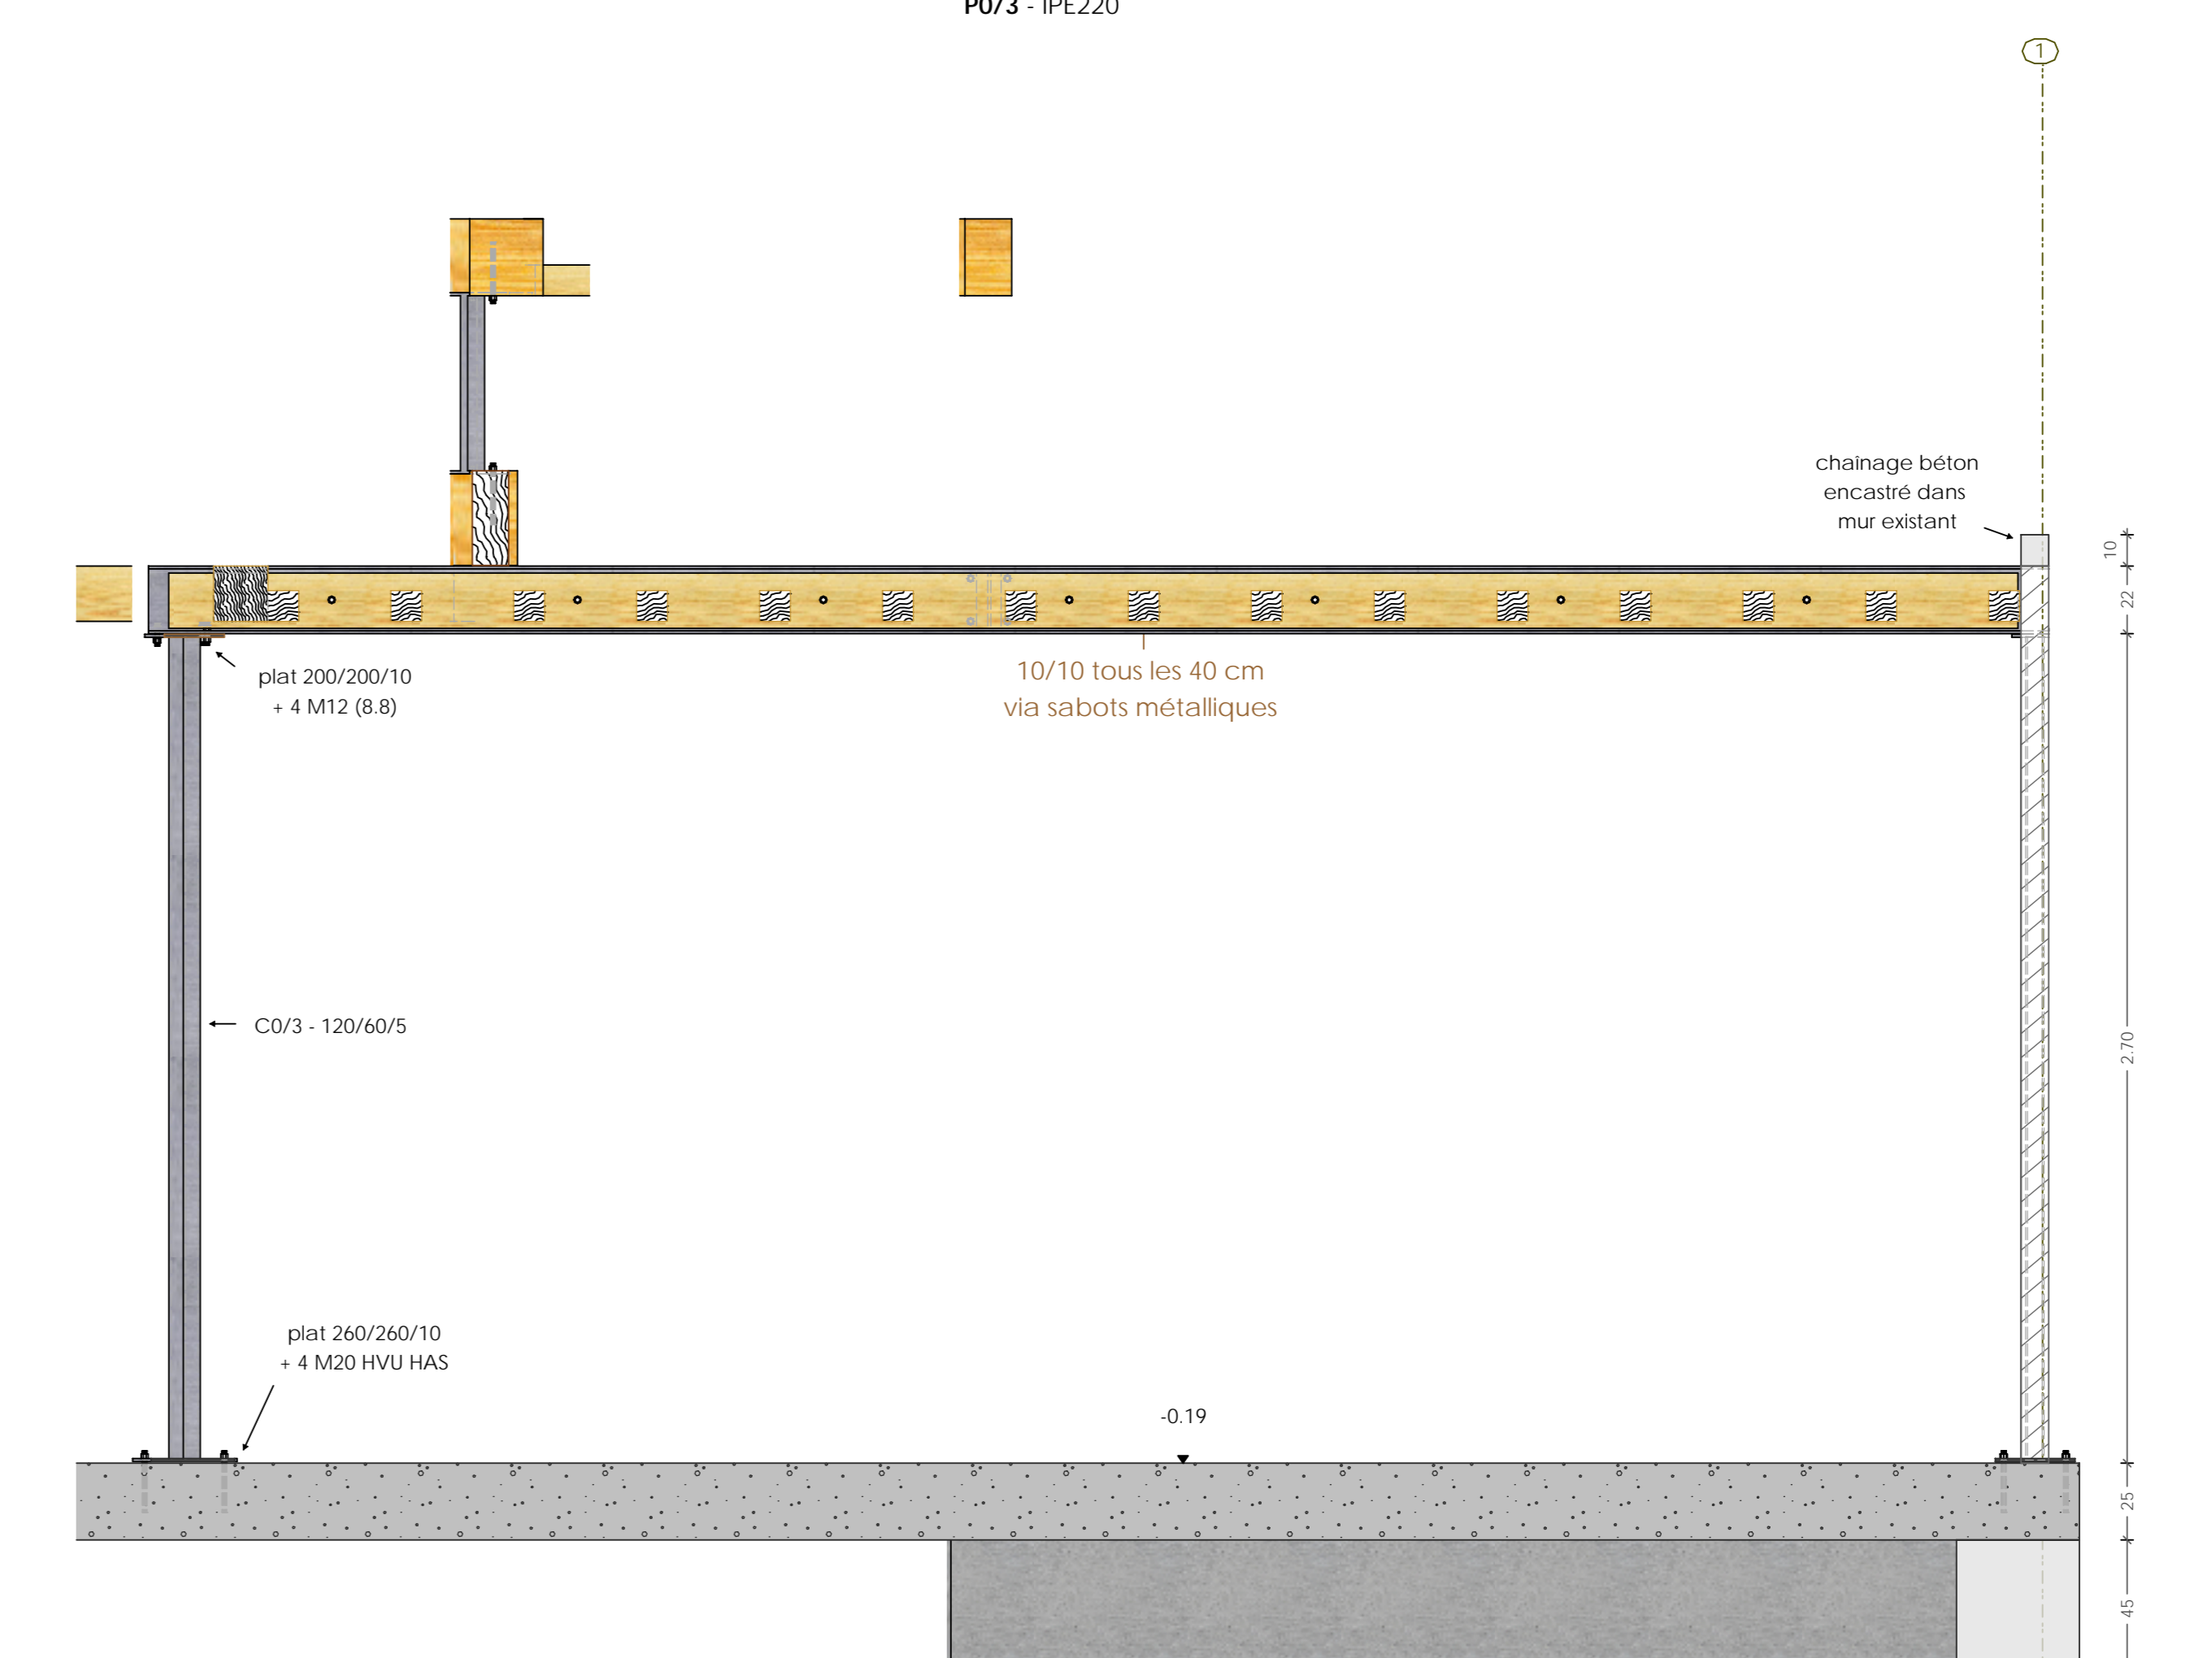 P0/3 - IPE220
1
chaînage béton
encastré dans
mur existant
10
22
plat 200/200/10
+ 4 M12 (8.8)
10/10 tous les 40 cm
via sabots métalliques
C0/3 - 120/60/5
2.70
plat 260/260/10
+ 4 M20 HVU HAS
-0.19
25
45